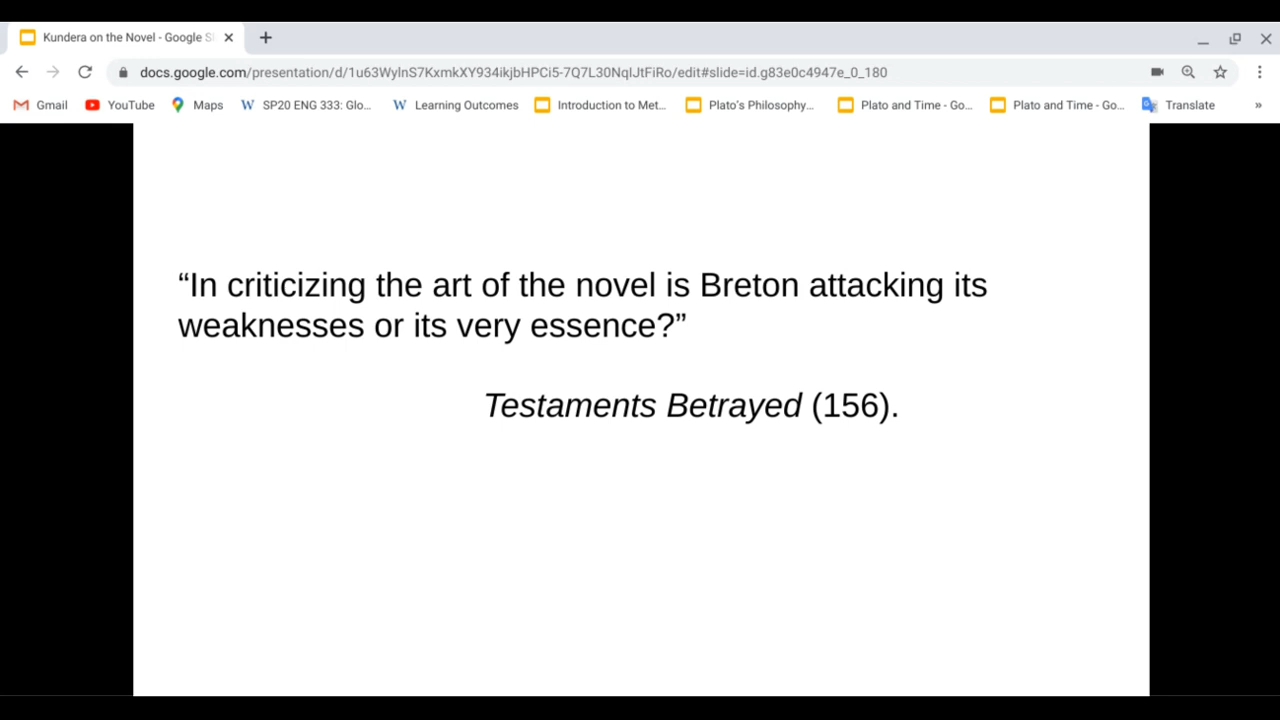 Kundera on the Novel - Google Sl
docs.google.com/presentation/d/1u63WylnS7KxmkXY934ikjbHPCi5-7Q7L30NqIJtFiRo/edit#slide=id.g83e0c4947e_0_180
Gmail YouTube Maps SP20 ENG 333: Glo... Learning Outcomes Introduction to Met... Plato's Philosophy... Plato and Time - Go... Plato and Time - Go... Translate »
“In criticizing the art of the novel is Breton attacking its
weaknesses or its very essence?”
Testaments Betrayed (156).